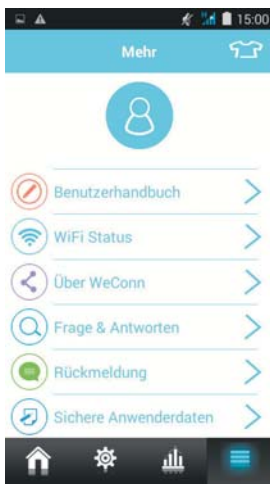 15:00
Mehr
Benutzerhandbuch
WiFi Status
Über WeConn
Frage & Antworten
Rückmeldung
Sichere Anwenderdaten